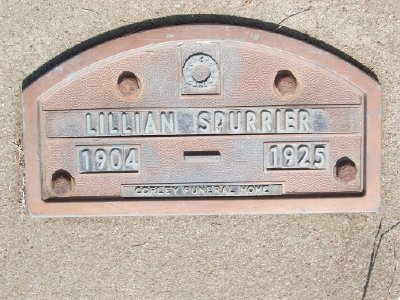 LILLIAN SPURRIER
1904 — 1925
COPLEY FUNERAL HOME